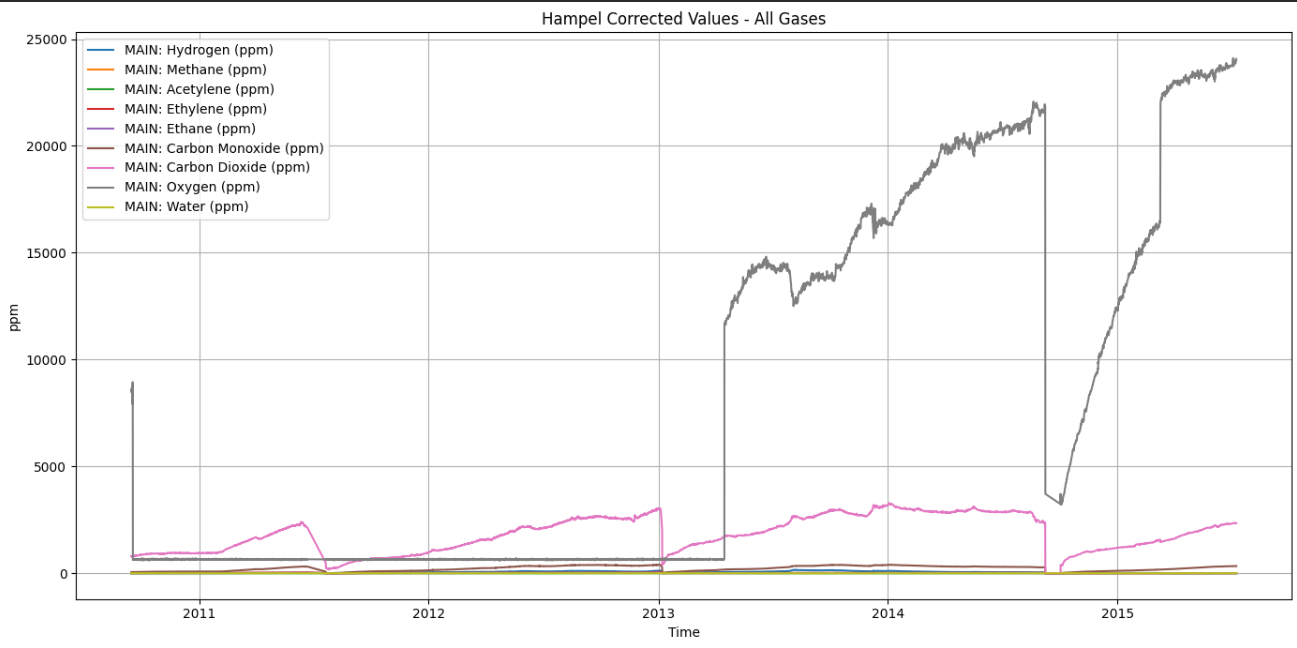 Hampel Corrected Values - All Gases
25000
20000
15000
10000
5000
0
ppm
MAIN: Hydrogen (ppm)
MAIN: Methane (ppm)
MAIN: Acetylene (ppm)
MAIN: Ethylene (ppm)
MAIN: Ethane (ppm)
MAIN: Carbon Monoxide (ppm)
MAIN: Carbon Dioxide (ppm)
MAIN: Oxygen (ppm)
MAIN: Water (ppm)
2011 2012 2013 2014 2015
Time